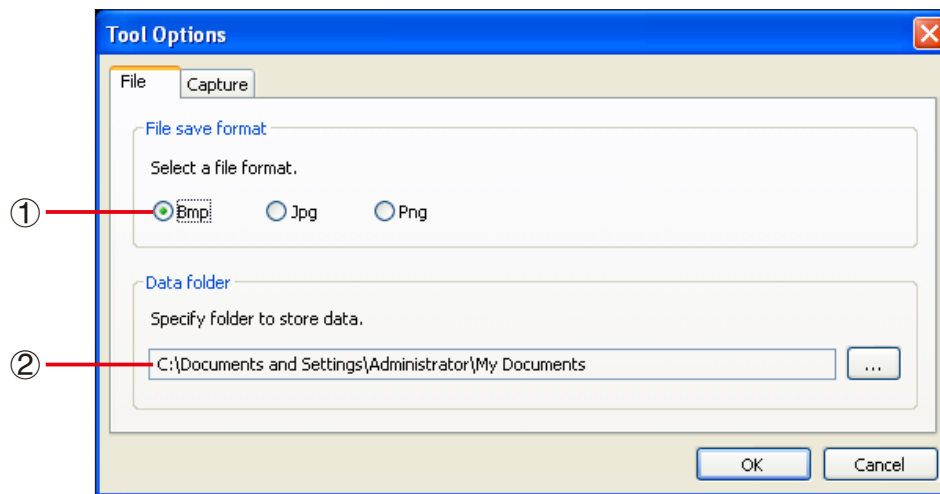 Tool Options
File Capture
File save format
Select a file format.
① Bmp Jpg Png
Data folder
Specify folder to store data.
② C:\Documents and Settings\Administrator\My Documents ...
OK Cancel